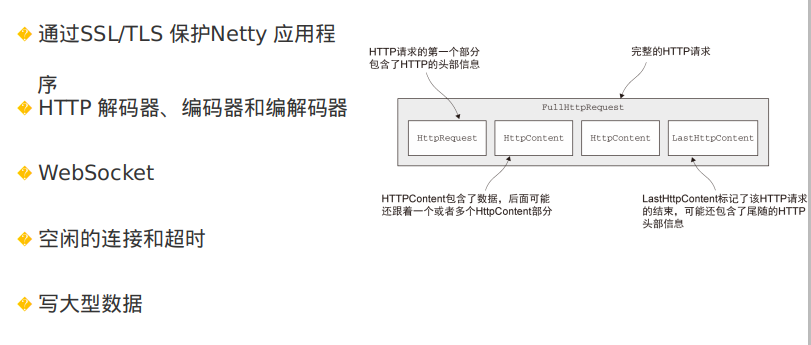 通过SSL/TLS 保护Netty 应用程
序
HTTP 解码器、编码器和编解码器
WebSocket
空闲的连接和超时
写大型数据
HTTP请求的第一个部分
包含了HTTP的头部信息
完整的HTTP请求
FullHttpRequest
HttpRequest
HttpContent
HttpContent
LastHttpContent
HTTPContent包含了数据，后面可能
还跟着一个或者多个HttpContent部分
LastHttpContent标记了该HTTP请求
的结束，可能还包含了尾随的HTTP
头部信息